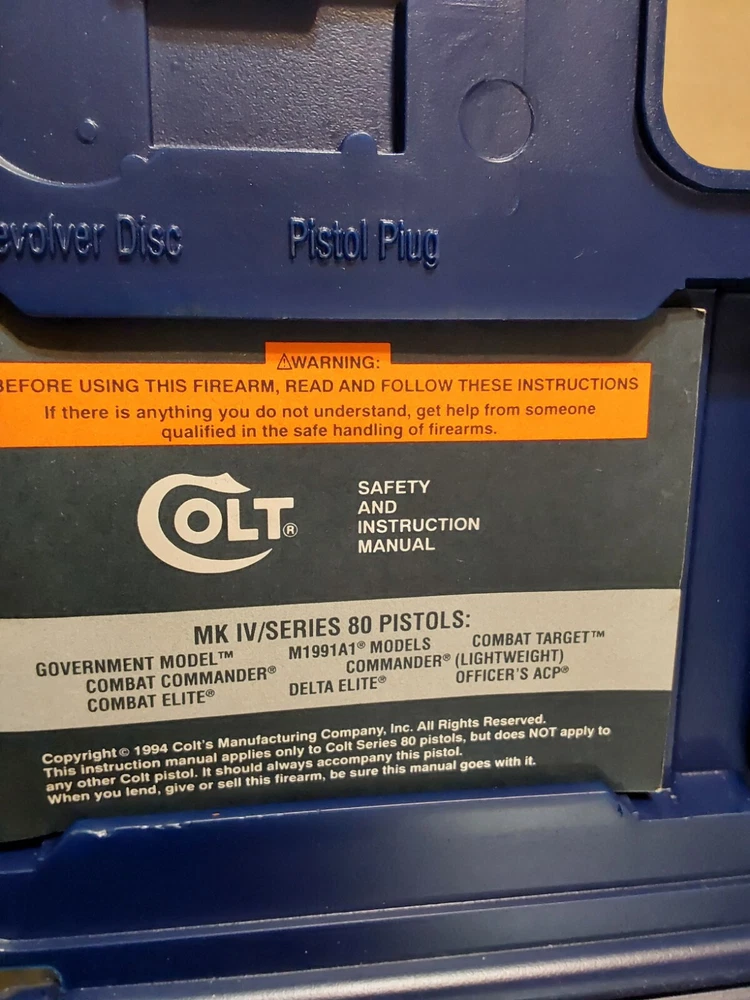 evolver Disc Pistol Plug
⚠WARNING:
BEFORE USING THIS FIREARM, READ AND FOLLOW THESE INSTRUCTIONS
If there is anything you do not understand, get help from someone
qualified in the safe handling of firearms.
COLT®
SAFETY
AND
INSTRUCTION
MANUAL
MK IV/SERIES 80 PISTOLS:
GOVERNMENT MODEL™ M1991A1® MODELS COMBAT TARGET™
COMBAT COMMANDER® COMMANDER® (LIGHTWEIGHT)
COMBAT ELITE® DELTA ELITE® OFFICER'S ACP®
Copyright © 1994 Colt's Manufacturing Company, Inc. All Rights Reserved.
This instruction manual applies only to Colt Series 80 pistols, but does NOT apply to
any other Colt pistol. It should always accompany this pistol.
When you lend, give or sell this firearm, be sure this manual goes with it.